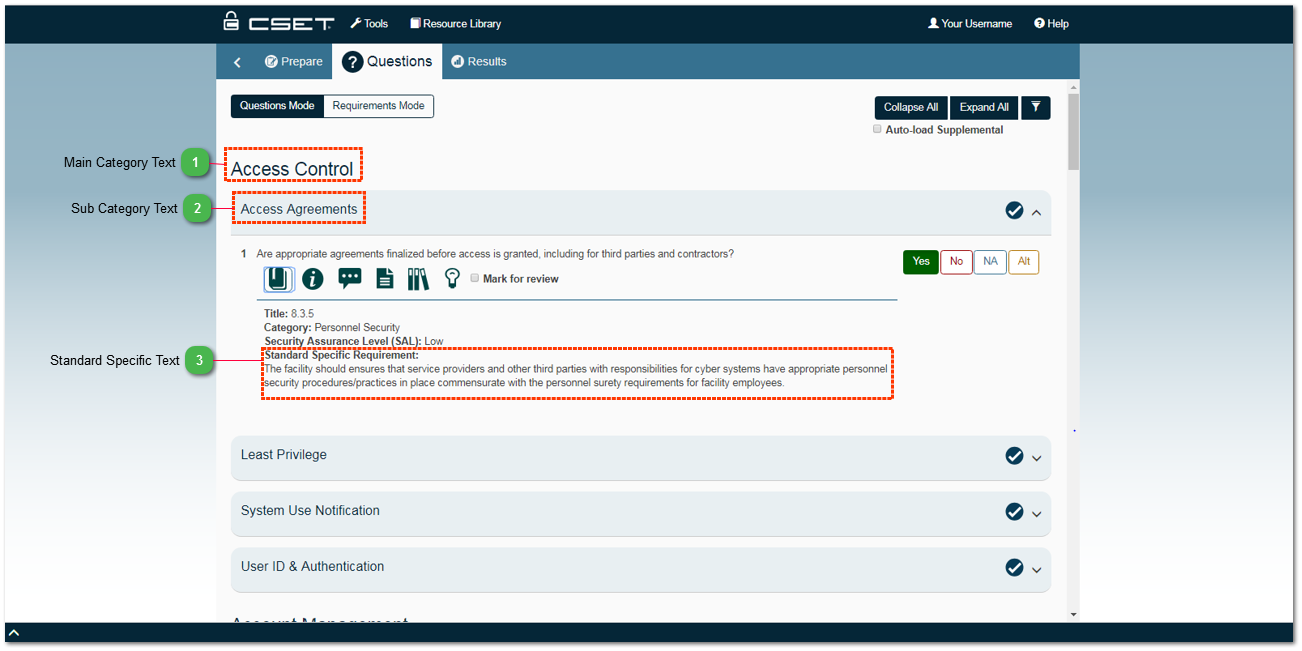 CSET Tools Resource Library Your Username Help
Prepare Questions Results
Questions Mode Requirements Mode Collapse All Expand All
Auto-load Supplemental
Main Category Text 1 Access Control
Sub Category Text 2 Access Agreements
1 Are appropriate agreements finalized before access is granted, including for third parties and contractors? Yes No NA Alt
Mark for review
Title: 8.3.5
Category: Personnel Security
Security Assurance Level (SAL): Low
Standard Specific Text 3 Standard Specific Requirement:
The facility should ensures that service providers and other third parties with responsibilities for cyber systems have appropriate personnel
security procedures/practices in place commensurate with the personnel surety requirements for facility employees.
Least Privilege
System Use Notification
User ID & Authentication
Account Management